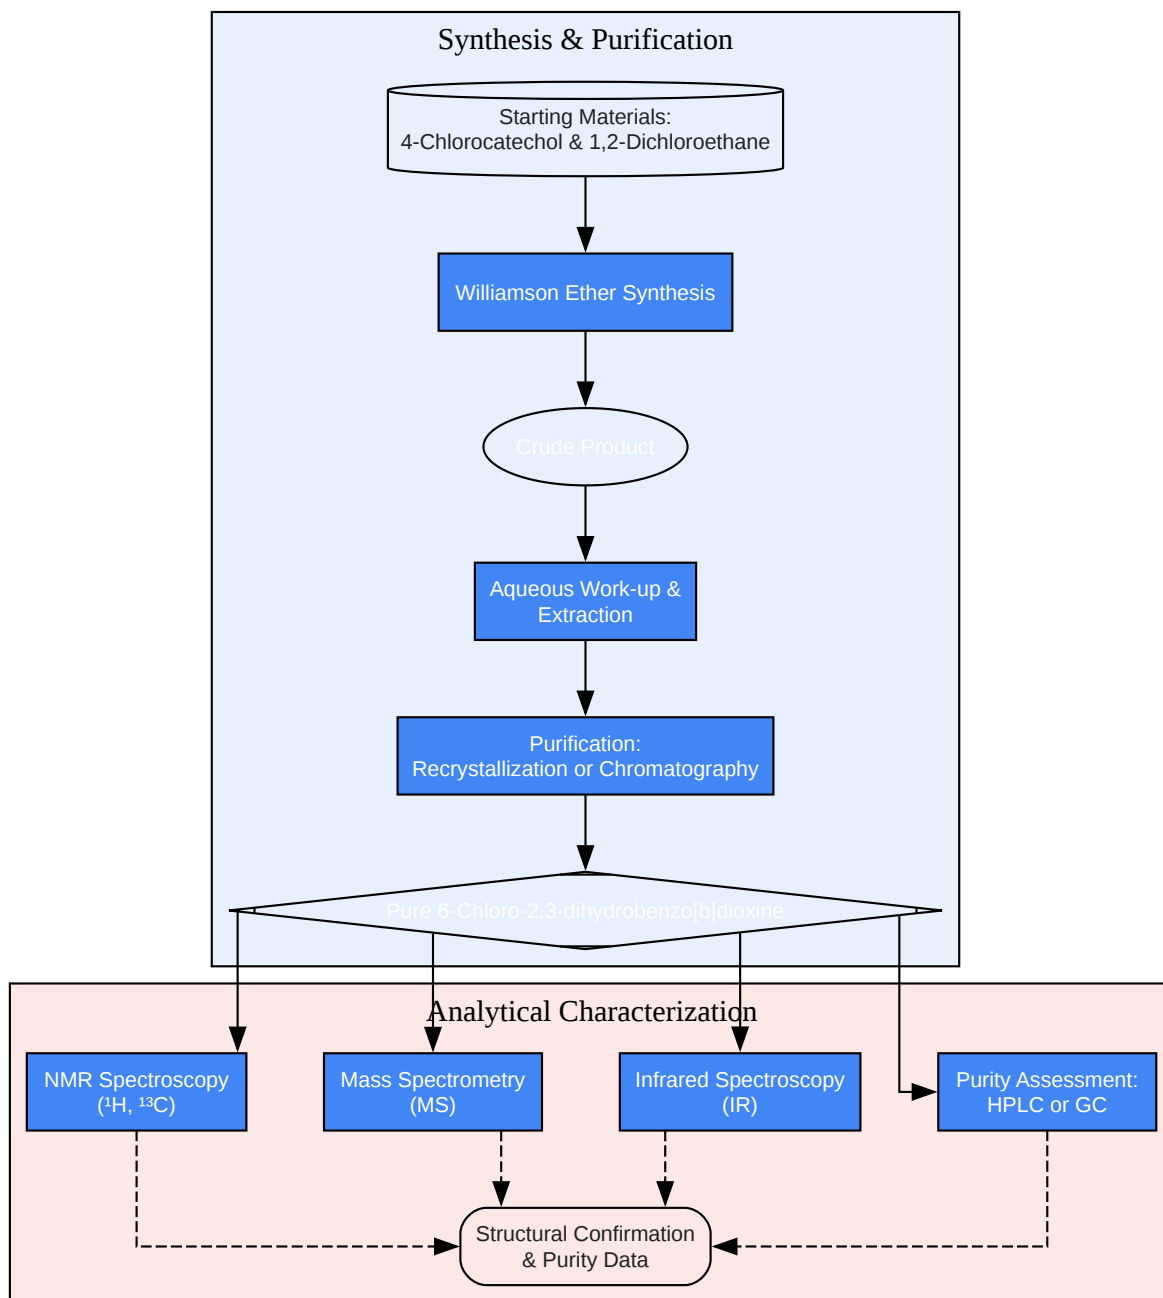 Synthesis & Purification
Starting Materials:
4-Chlorocatechol & 1,2-Dichloroethane
Williamson Ether Synthesis
Crude Product
Aqueous Work-up &
Extraction
Purification:
Recrystallization or Chromatography
Pure 6-Chloro-2,3-dihydrobenzo[b]dioxine
Analytical Characterization
NMR Spectroscopy
(¹H, ¹³C)
Mass Spectrometry
(MS)
Infrared Spectroscopy
(IR)
Purity Assessment:
HPLC or GC
Structural Confirmation
& Purity Data